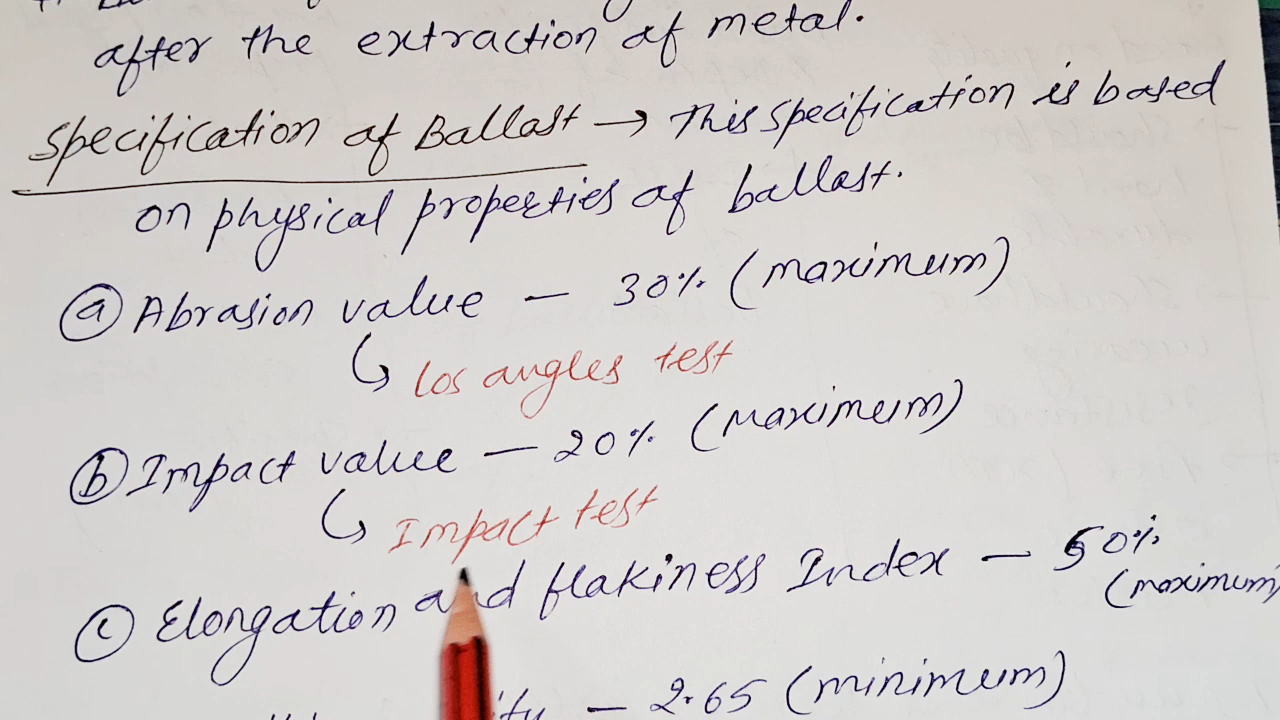 after the extraction of metal.
Specification of Ballast → This specification is based
on physical properties of ballast.
(a) Abrasion value — 30% (maximum)
↳ Los angles test
(b) Impact value — 20% (Maximum)
↳ Impact test
(c) Elongation and flakiness Index — 50%
(maximum)
— 2.65 (minimum)